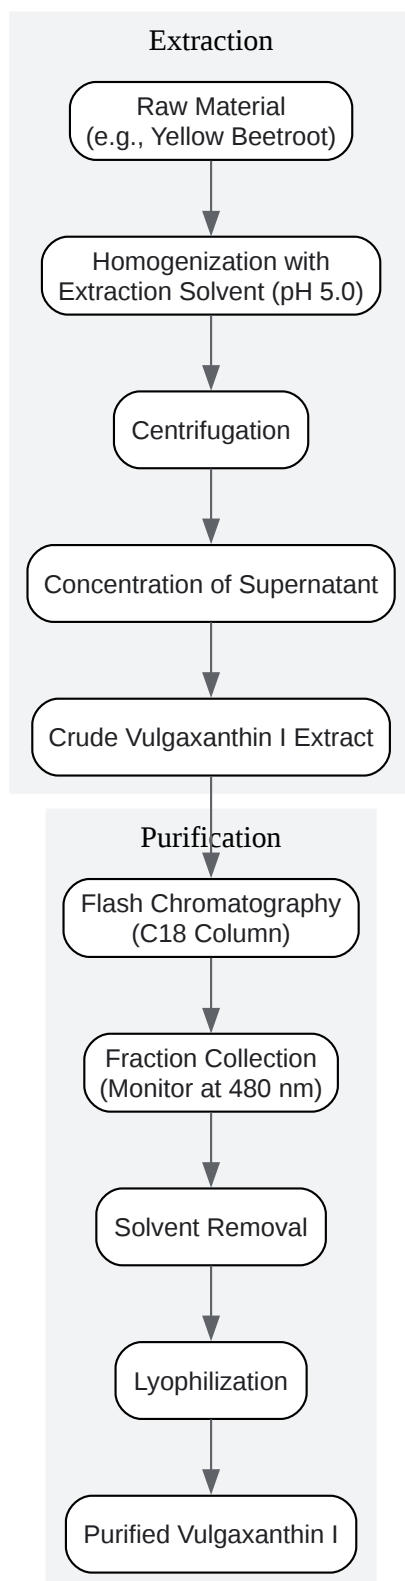 Extraction
Raw Material
(e.g., Yellow Beetroot)
Homogenization with
Extraction Solvent (pH 5.0)
Centrifugation
Concentration of Supernatant
Crude Vulgaxanthin I Extract
Purification
Flash Chromatography
(C18 Column)
Fraction Collection
(Monitor at 480 nm)
Solvent Removal
Lyophilization
Purified Vulgaxanthin I